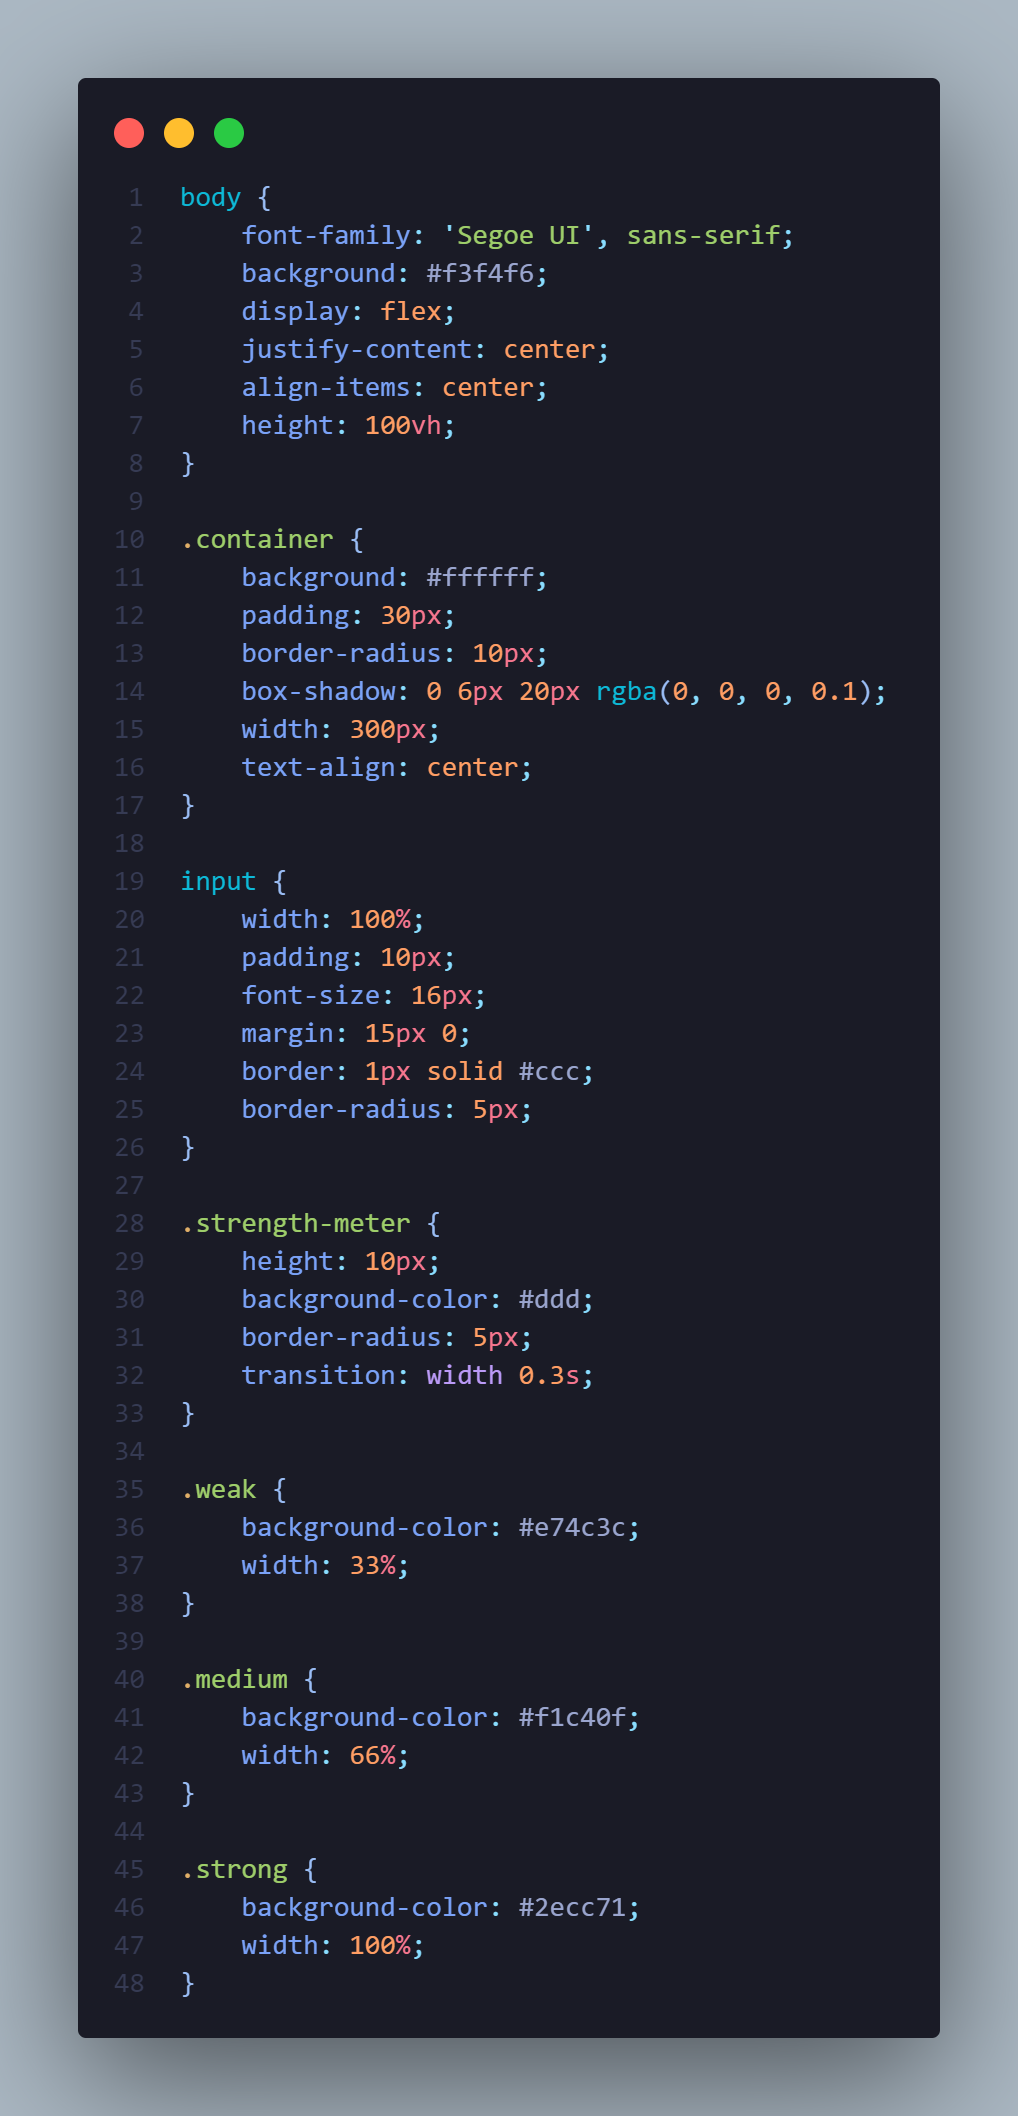 1 body {
2     font-family: 'Segoe UI', sans-serif;
3     background: #f3f4f6;
4     display: flex;
5     justify-content: center;
6     align-items: center;
7     height: 100vh;
8 }
9
10 .container {
11     background: #ffffff;
12     padding: 30px;
13     border-radius: 10px;
14     box-shadow: 0 6px 20px rgba(0, 0, 0, 0.1);
15     width: 300px;
16     text-align: center;
17 }
18
19 input {
20     width: 100%;
21     padding: 10px;
22     font-size: 16px;
23     margin: 15px 0;
24     border: 1px solid #ccc;
25     border-radius: 5px;
26 }
27
28 .strength-meter {
29     height: 10px;
30     background-color: #ddd;
31     border-radius: 5px;
32     transition: width 0.3s;
33 }
34
35 .weak {
36     background-color: #e74c3c;
37     width: 33%;
38 }
39
40 .medium {
41     background-color: #f1c40f;
42     width: 66%;
43 }
44
45 .strong {
46     background-color: #2ecc71;
47     width: 100%;
48 }